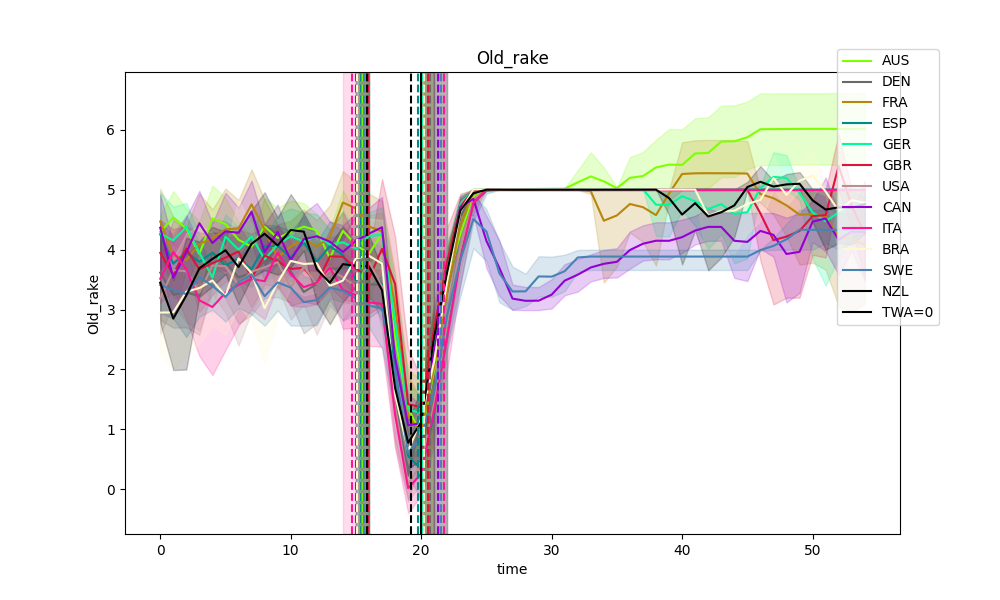 Old_rake
Old_rake
6
5
4
3
2
1
0
0
10
20
30
40
50
time
AUS
DEN
FRA
ESP
GER
GBR
USA
CAN
ITA
BRA
SWE
NZL
TWA=0